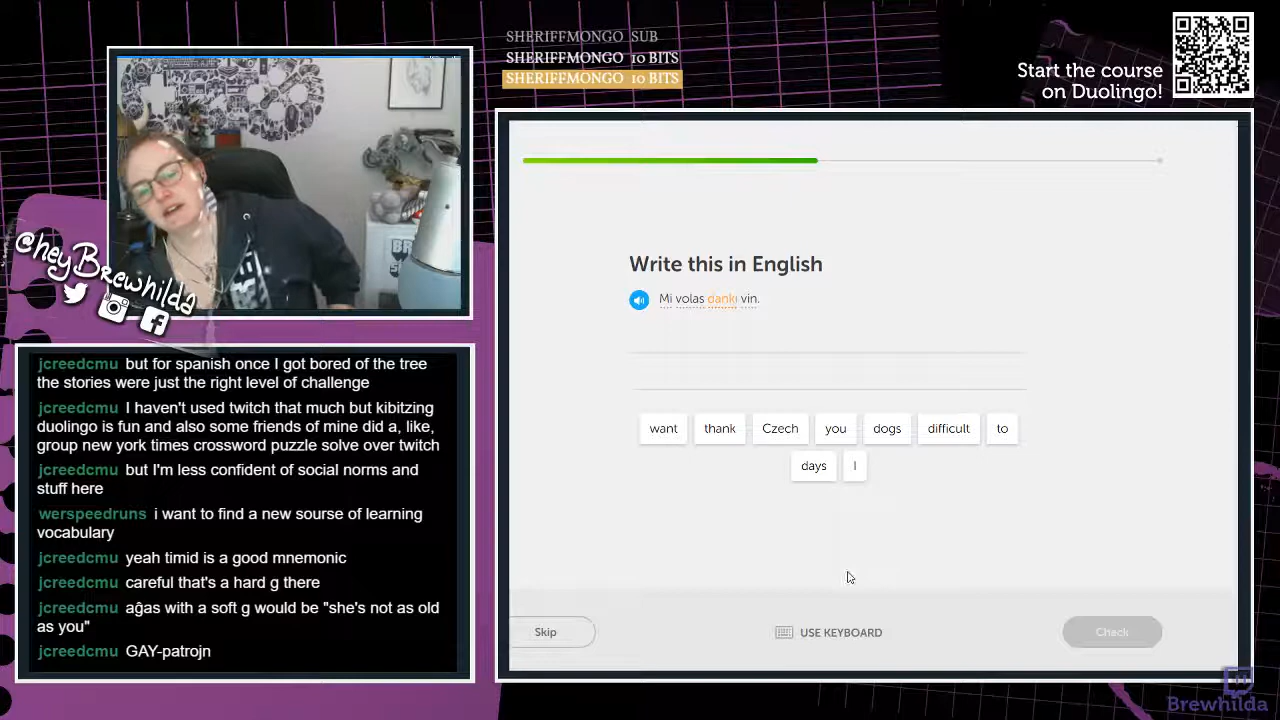 SHERIFFMONGO SUB
SHERIFFMONGO 10 BITS
SHERIFFMONGO 10 BITS
Start the course
on Duolingo!
@heyBrewhilda
Write this in English
Mi volas danki vin.
want thank Czech you dogs difficult to
days I
Skip
USE KEYBOARD
Check
jcreedcmu but for spanish once I got bored of the tree
the stories were just the right level of challenge
jcreedcmu I haven't used twitch that much but kibitzing
duolingo is fun and also some friends of mine did a, like,
group new york times crossword puzzle solve over twitch
jcreedcmu but I'm less confident of social norms and
stuff here
werspeedruns i want to find a new sourse of learning
vocabulary
jcreedcmu yeah timid is a good mnemonic
jcreedcmu careful that's a hard g there
jcreedcmu aĝas with a soft g would be "she's not as old
as you"
jcreedcmu GAY-patrojn
Brewhilda